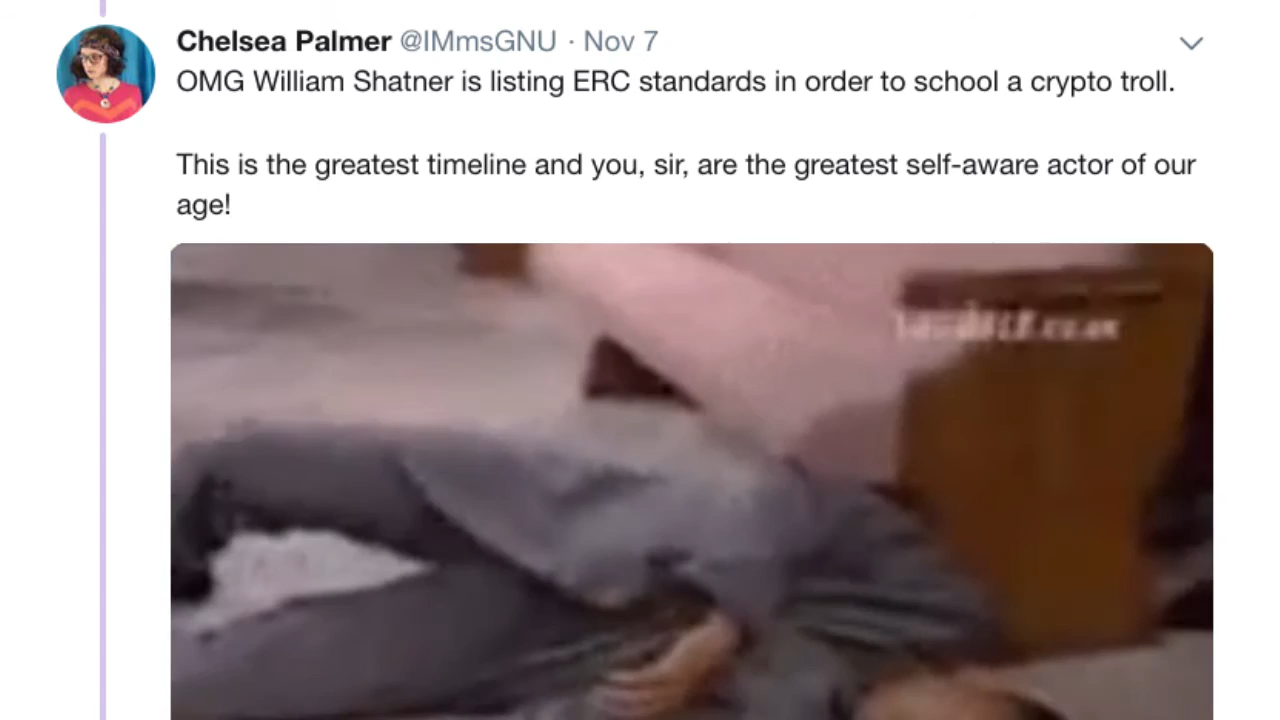 Chelsea Palmer @IMmsGNU · Nov 7
OMG William Shatner is listing ERC standards in order to school a crypto troll.
This is the greatest timeline and you, sir, are the greatest self-aware actor of our
age!